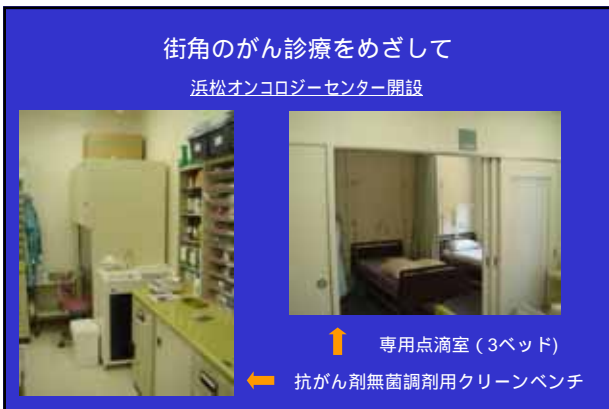 街角のがん診療をめざして
浜松オンコロジーセンター開設
専用点滴室(3ベッド)
抗がん剤無菌調剤用クリーンベンチ